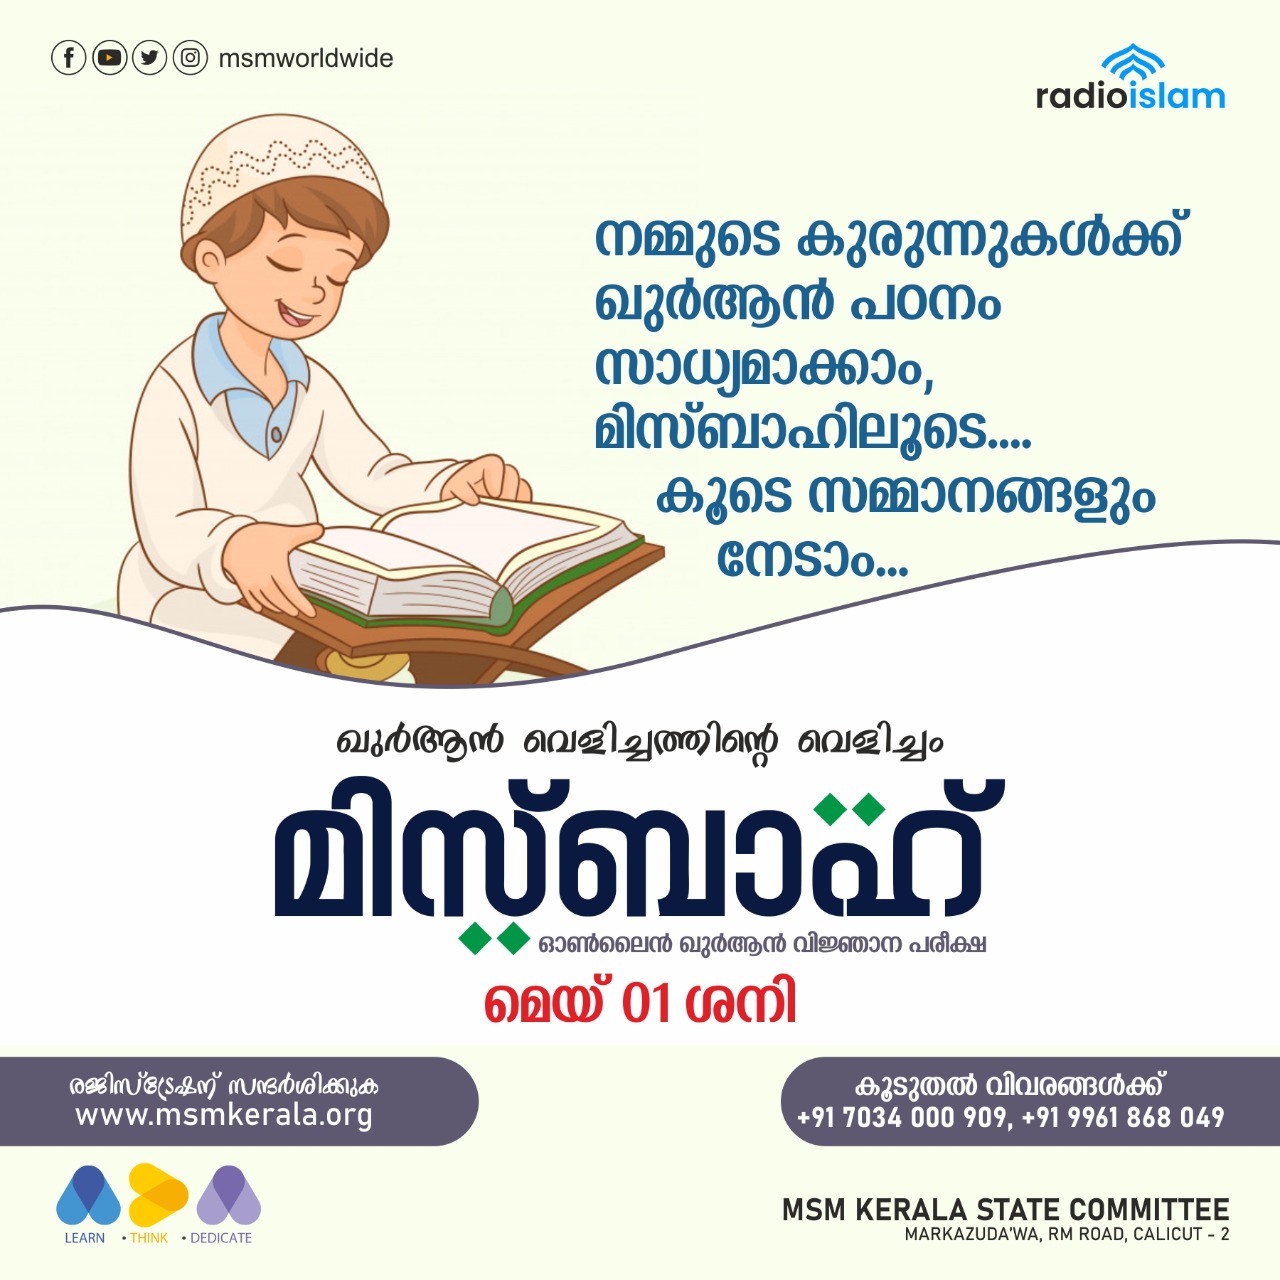 msmworldwide
radioislam
നമ്മുടെ കുരുന്നുകൾക്ക്
ഖുർആൻ പഠനം
സാധ്യമാക്കാം,
മിസ്ബാഹിലൂടെ....
കൂടെ സമ്മാനങ്ങളും
നേടാം...
ഖുർആൻ വെളിച്ചത്തിന്റെ വെളിച്ചം
മിസ്ബാഹ്
ഓൺലൈൻ ഖുർആൻ വിജ്ഞാന പരീക്ഷ
മെയ് 01 ശനി
രജിസ്ട്രേഷന് സന്ദർശിക്കുക
www.msmkerala.org
കൂടുതൽ വിവരങ്ങൾക്ക്
+91 7034 000 909, +91 9961 868 049
LEARN • THINK • DEDICATE
MSM KERALA STATE COMMITTEE
MARKAZUDA'WA, RM ROAD, CALICUT - 2